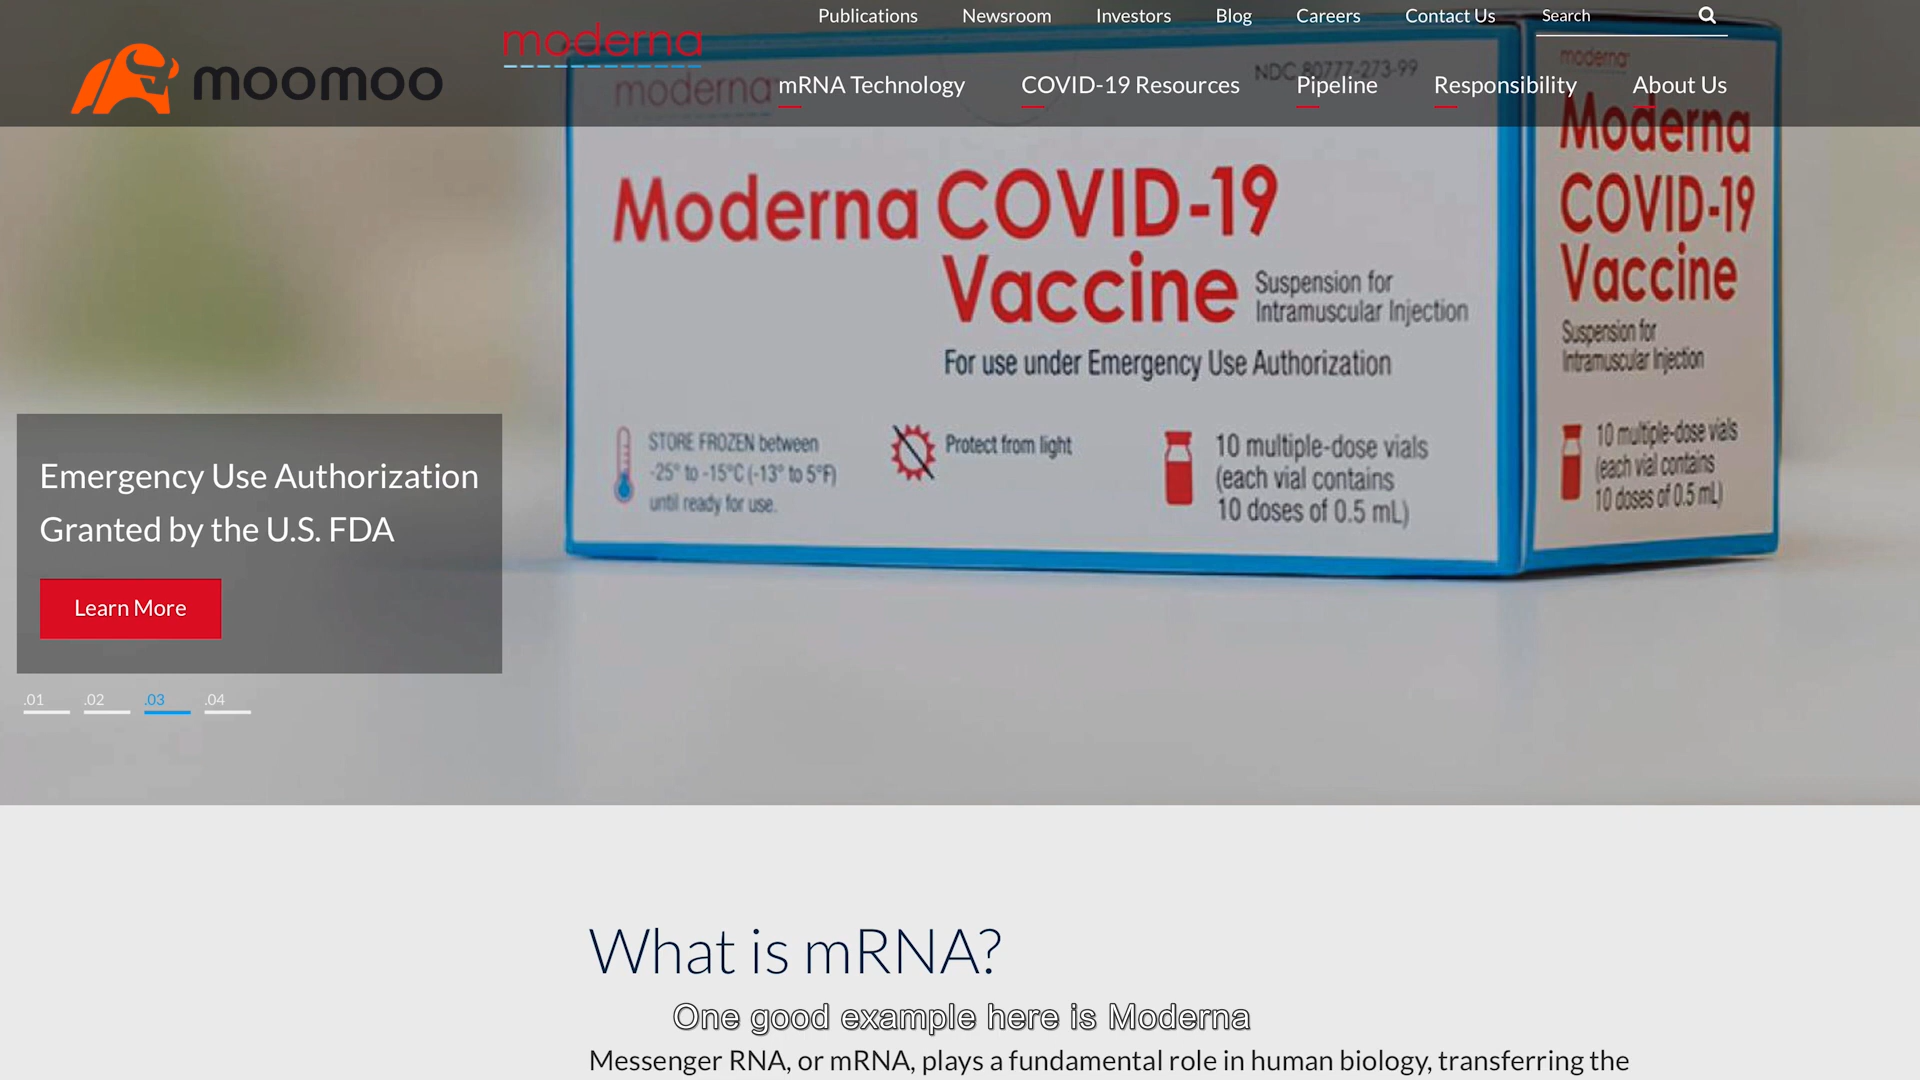 Publications Newsroom Investors Blog Careers Contact Us Search
moomoo
moderna
mRNA Technology COVID-19 Resources Pipeline Responsibility About Us
moderna
NDC 80777-273-99
Moderna COVID-19
Vaccine
Suspension for
Intramuscular Injection
For use under Emergency Use Authorization
STORE FROZEN between
-25° to -15°C (-13° to 5°F)
until ready for use.
Protect from light
10 multiple-dose vials
(each vial contains
10 doses of 0.5 mL)
moderna
Moderna
COVID-19
Vaccine
Suspension for
Intramuscular Injection
10 multiple-dose vials
(each vial contains
10 doses of 0.5 mL)
Emergency Use Authorization
Granted by the U.S. FDA
Learn More
.01 .02 .03 .04
What is mRNA?
One good example here is Moderna
Messenger RNA, or mRNA, plays a fundamental role in human biology, transferring the